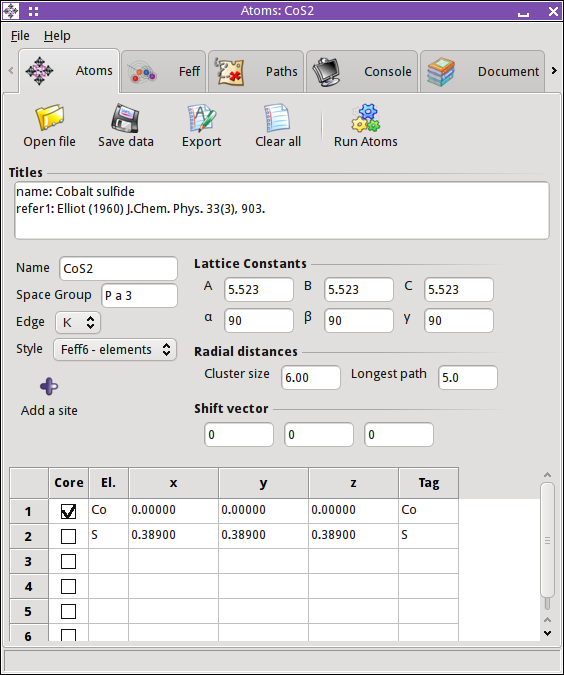 Atoms: CoS2
File Help
Atoms Feff Paths Console Document
Open file Save data Export Clear all Run Atoms
Titles
name: Cobalt sulfide
refer1: Elliot (1960) J.Chem. Phys. 33(3), 903.
Name CoS2
Space Group P a 3
Edge K
Style Feff6 - elements
Add a site
Lattice Constants
A 5.523 B 5.523 C 5.523
α 90 β 90 γ 90
Radial distances
Cluster size 6.00 Longest path 5.0
Shift vector
0 0 0
Core El. x y z Tag
1 Co 0.00000 0.00000 0.00000 Co
2 S 0.38900 0.38900 0.38900 S
3
4
5
6